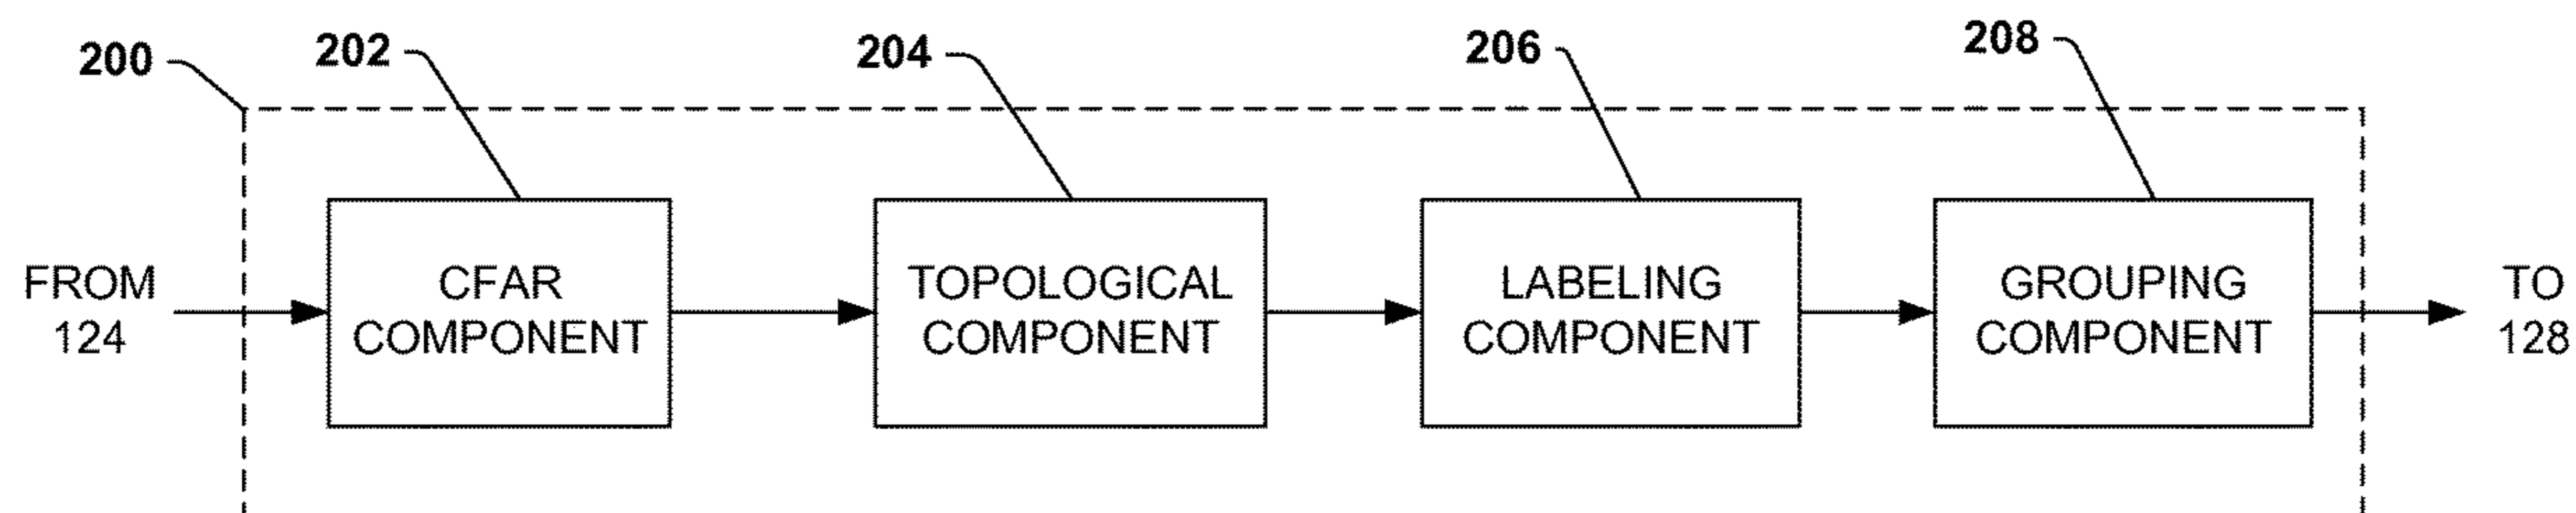 200
202
204
206
208
FROM
124
CFAR
COMPONENT
TOPOLOGICAL
COMPONENT
LABELING
COMPONENT
GROUPING
COMPONENT
TO
128